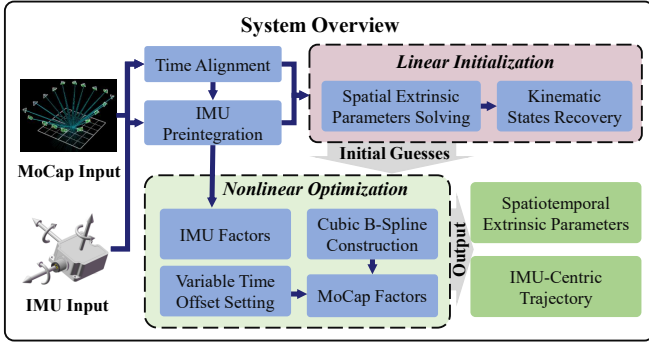 System Overview
Time Alignment
IMU
Preintegration
MoCap Input
IMU Input
Linear Initialization
Spatial Extrinsic
Parameters Solving
Kinematic
States Recovery
Initial Guesses
Nonlinear Optimization
IMU Factors
Cubic B-Spline
Construction
Variable Time
Offset Setting
MoCap Factors
Output
Spatiotemporal
Extrinsic Parameters
IMU-Centric
Trajectory